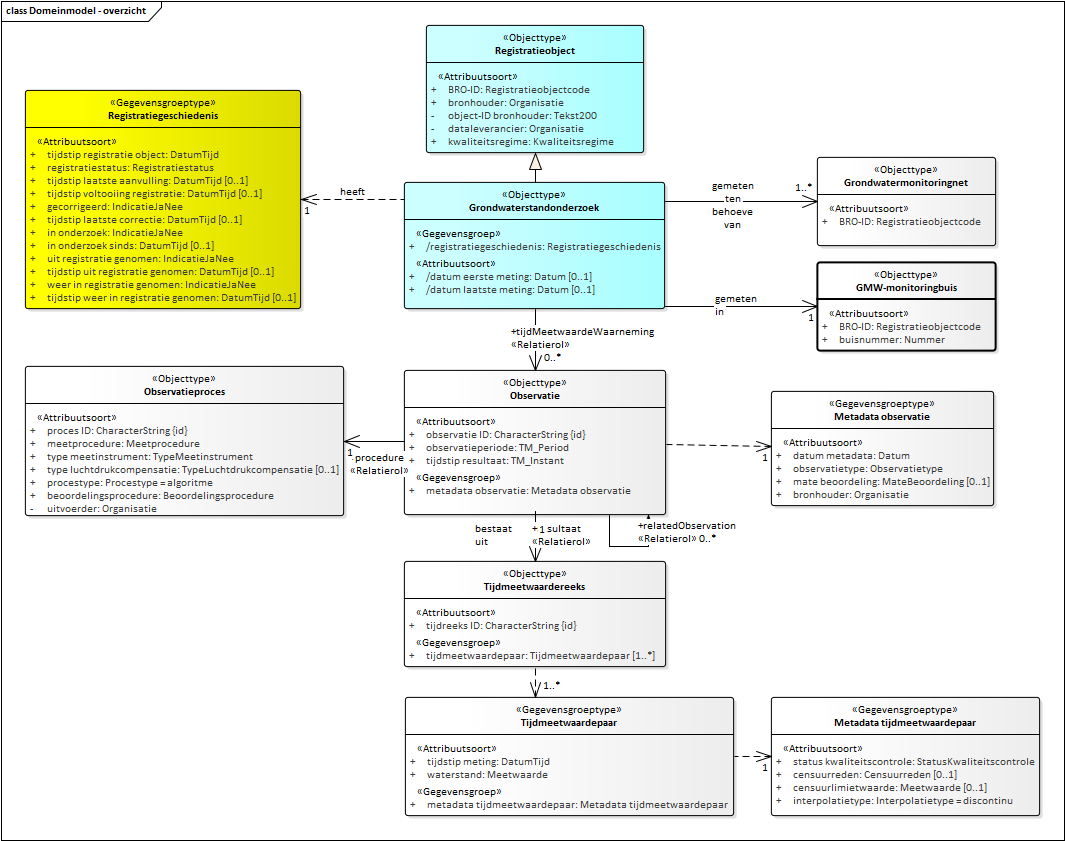 class Domeinmodel - overzicht
«Objecttype»
Registratieobject
«Attribuutsoort»
+ BRO-ID: Registratieobjectcode
+ bronhouder: Organisatie
- object-ID bronhouder: Tekst200
- dataleverancier: Organisatie
+ kwaliteitsregime: Kwaliteitsregime
«Gegevensgroeptype»
Registratiegeschiedenis
«Attribuutsoort»
+ tijdstip registratie object: DatumTijd
+ registratiestatus: Registratiestatus
+ tijdstip laatste aanvulling: DatumTijd [0..1]
+ tijdstip voltooiing registratie: DatumTijd [0..1]
+ gecorrigeerd: IndicatieJaNee
+ tijdstip laatste correctie: DatumTijd [0..1]
+ in onderzoek: IndicatieJaNee
+ in onderzoek sinds: DatumTijd [0..1]
+ uit registratie genomen: IndicatieJaNee
+ tijdstip uit registratie genomen: DatumTijd [0..1]
+ weer in registratie genomen: IndicatieJaNee
+ tijdstip weer in registratie genomen: DatumTijd [0..1]
heeft
1
«Objecttype»
Grondwaterstandonderzoek
«Gegevensgroep»
+ /registratiegeschiedenis: Registratiegeschiedenis
«Attribuutsoort»
+ /datum eerste meting: Datum [0..1]
+ /datum laatste meting: Datum [0..1]
gemeten
ten
behoeve
van
1..*
«Objecttype»
Grondwatermonitoringnet
«Attribuutsoort»
+ BRO-ID: Registratieobjectcode
gemeten
in
1
«Objecttype»
GMW-monitoringbuis
«Attribuutsoort»
+ BRO-ID: Registratieobjectcode
+ buisnummer: Nummer
+tijdMeetwaardeWaarneming
«Relatierol»
0..*
«Objecttype»
Observatieproces
«Attribuutsoort»
+ proces ID: CharacterString {id}
+ meetprocedure: Meetprocedure
+ type meetinstrument: TypeMeetinstrument
+ type luchtdrukcompensatie: TypeLuchtdrukcompensatie [0..1]
+ procestype: Procestype = algoritme
+ beoordelingsprocedure: Beoordelingsprocedure
- uitvoerder: Organisatie
1 procedure
«Relatierol»
«Objecttype»
Observatie
«Attribuutsoort»
+ observatie ID: CharacterString {id}
+ observatieperiode: TM_Period
+ tijdstip resultaat: TM_Instant
«Gegevensgroep»
+ metadata observatie: Metadata observatie
1
«Gegevensgroeptype»
Metadata observatie
«Attribuutsoort»
+ datum metadata: Datum
+ observatietype: Observatietype
+ mate beoordeling: MateBeoordeling [0..1]
+ bronhouder: Organisatie
bestaat
uit
+1 sultaat
«Relatierol»
+relatedObservation
«Relatierol» 0..*
«Objecttype»
Tijdmeetwaardereeks
«Attribuutsoort»
+ tijdreeks ID: CharacterString {id}
«Gegevensgroep»
+ tijdmeetwaardepaar: Tijdmeetwaardepaar [1..*]
1..*
«Gegevensgroeptype»
Tijdmeetwaardepaar
«Attribuutsoort»
+ tijdstip meting: DatumTijd
+ waterstand: Meetwaarde
«Gegevensgroep»
+ metadata tijdmeetwaardepaar: Metadata tijdmeetwaardepaar
1
«Gegevensgroeptype»
Metadata tijdmeetwaardepaar
«Attribuutsoort»
+ status kwaliteitscontrole: StatusKwaliteitscontrole
+ censuurreden: Censuurreden [0..1]
+ censuurlimietwaarde: Meetwaarde [0..1]
+ interpolatietype: Interpolatietype = discontinu